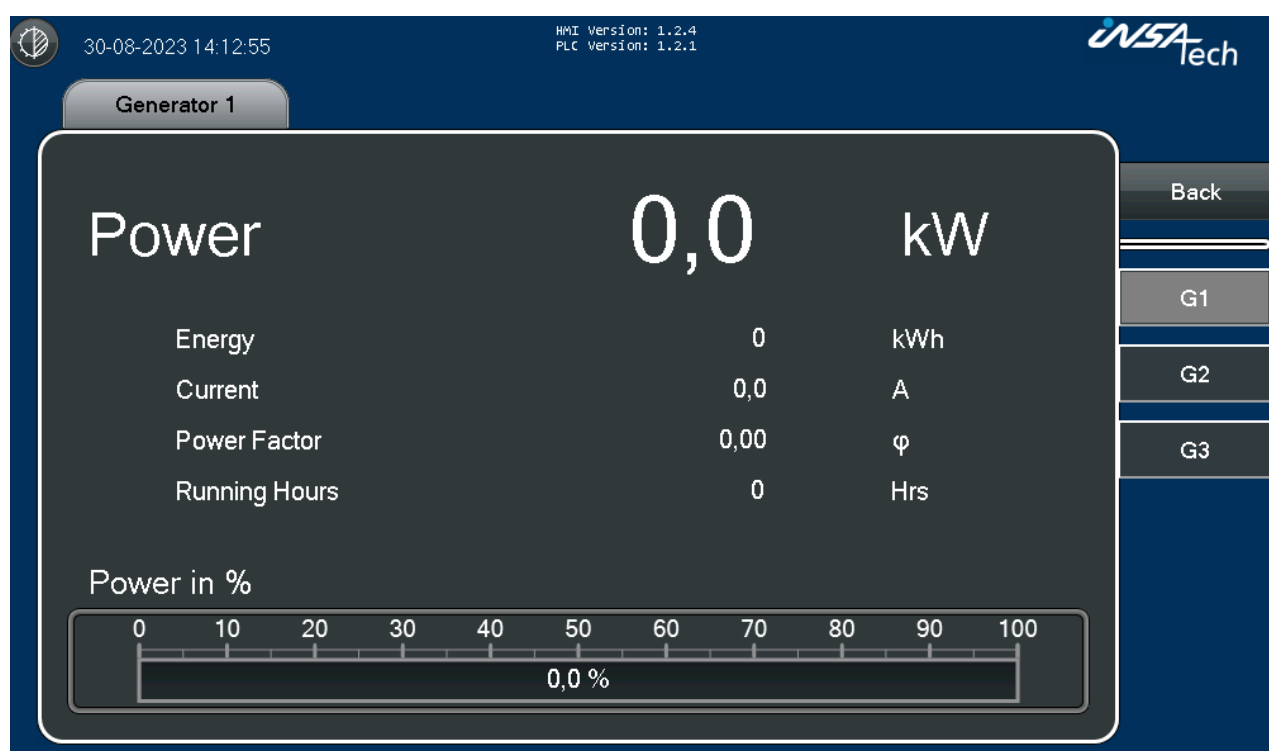 30-08-2023 14:12:55
HMI Version: 1.2.4
PLC Version: 1.2.1
iNSATech
Generator 1
Back
Power 0,0 kW
G1
Energy 0 kWh
G2
Current 0,0 A
Power Factor 0,00 φ
G3
Running Hours 0 Hrs
Power in %
0 10 20 30 40 50 60 70 80 90 100
0,0 %